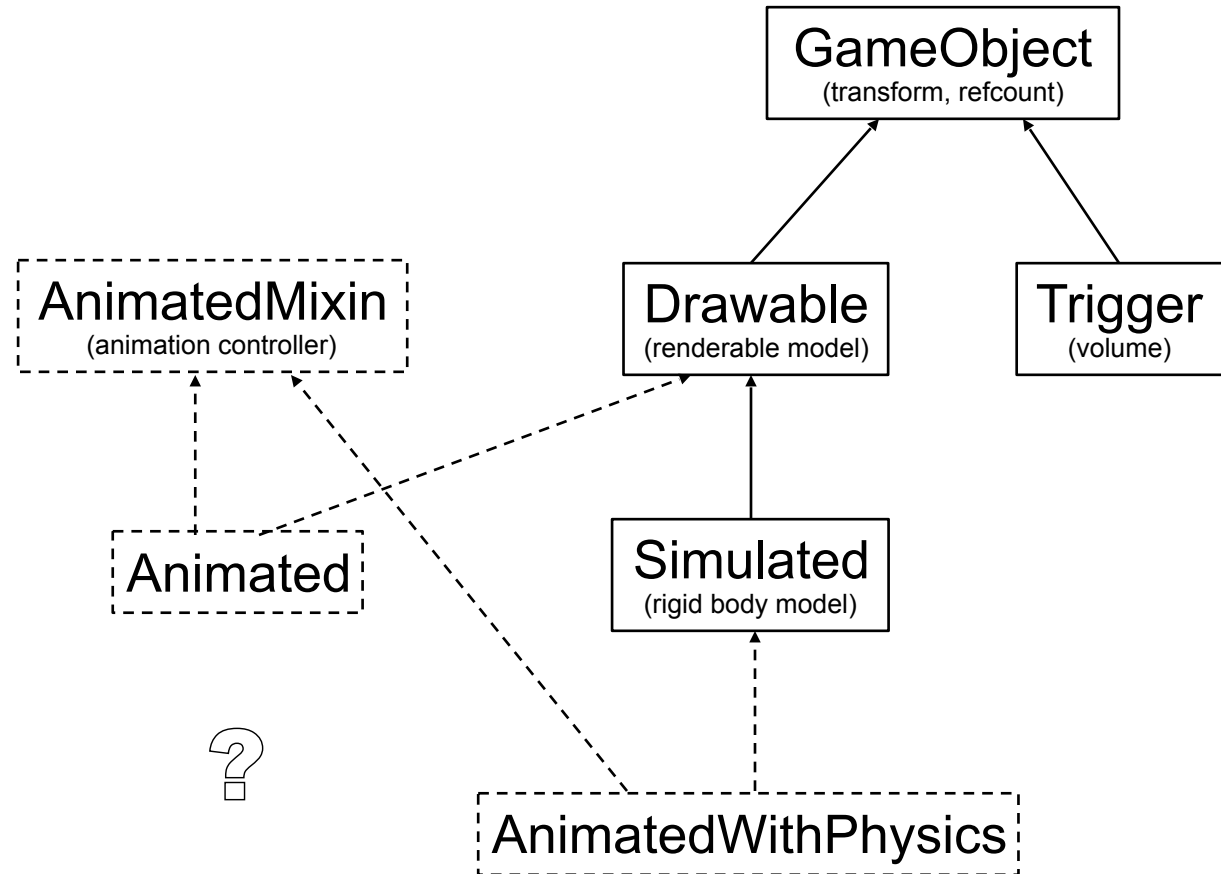 GameObject
(transform, refcount)
AnimatedMixin
(animation controller)
Drawable
(renderable model)
Trigger
(volume)
Animated
Simulated
(rigid body model)
?
AnimatedWithPhysics